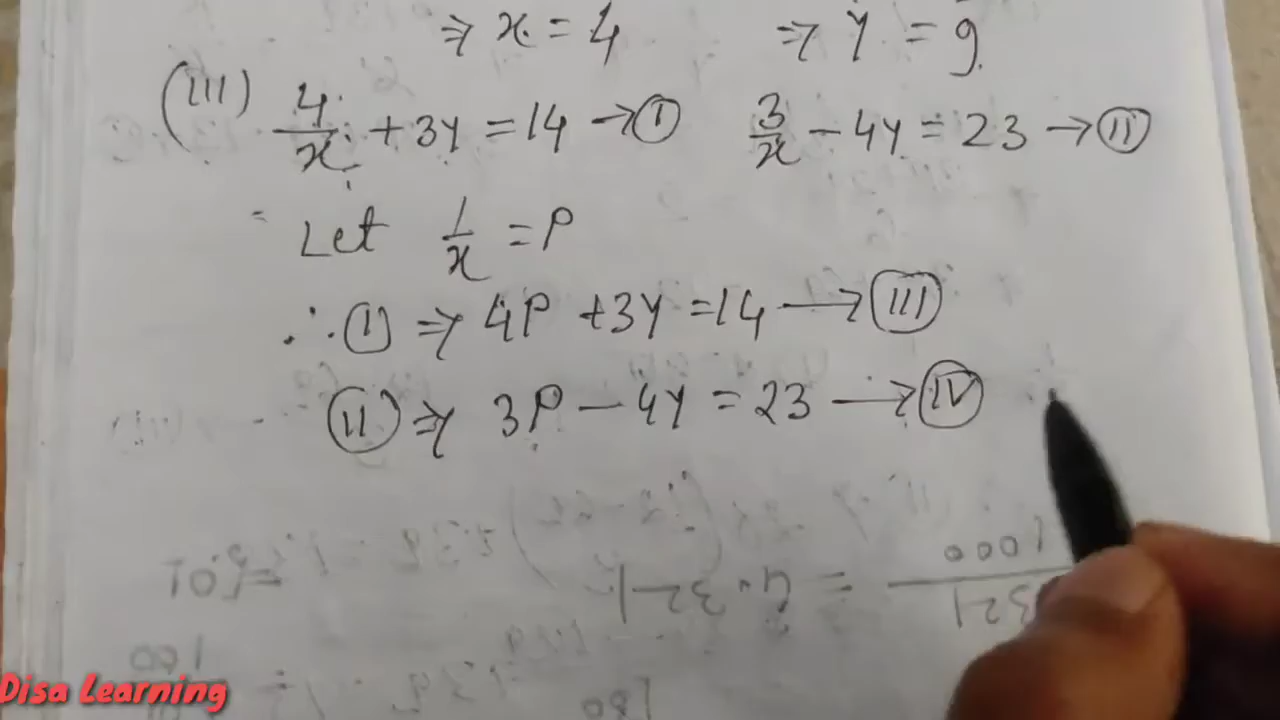 ⇒ x = 4 ⇒ y = 9
(III) 4/x + 3y = 14 → (I) 3/x - 4y = 23 → (II)
Let 1/x = P
∴ (I) ⇒ 4P + 3y = 14 → (III)
(II) ⇒ 3P - 4y = 23 → (IV)
Disa Learning